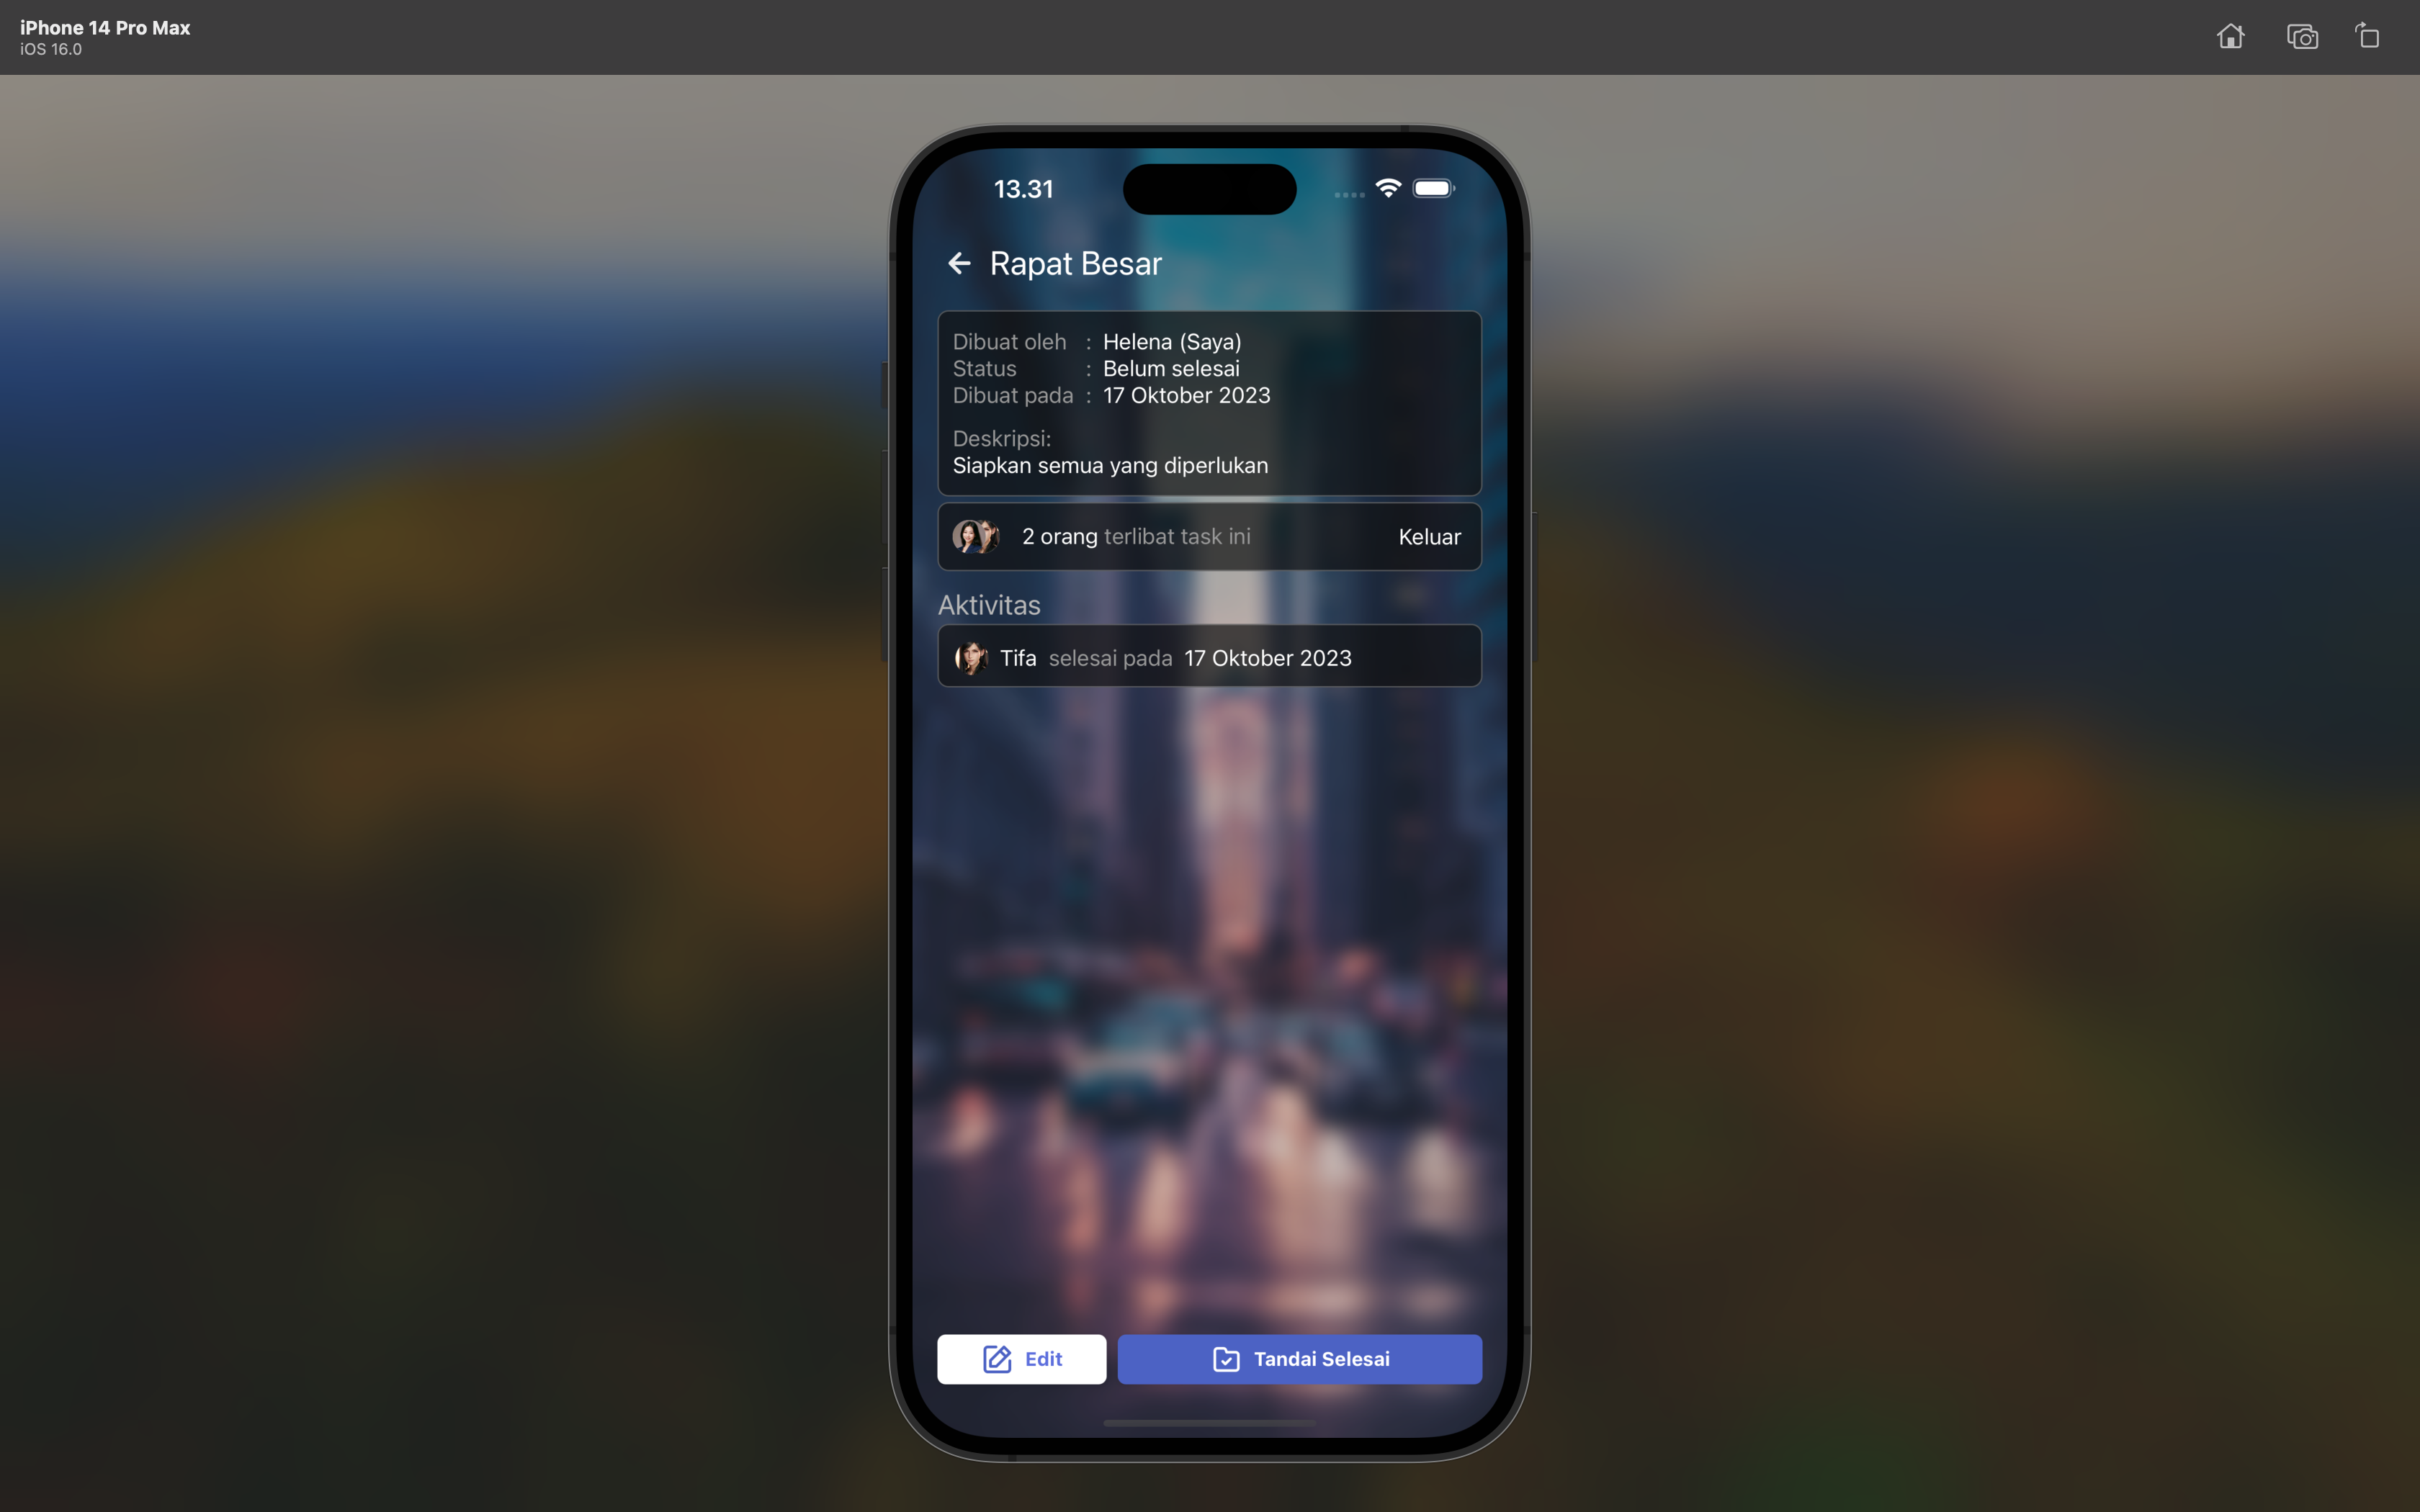 iPhone 14 Pro Max
iOS 16.0
13.31
Rapat Besar
Dibuat oleh : Helena (Saya)
Status : Belum selesai
Dibuat pada : 17 Oktober 2023
Deskripsi:
Siapkan semua yang diperlukan
2 orang terlibat task ini Keluar
Aktivitas
Tifa selesai pada 17 Oktober 2023
Edit Tandai Selesai